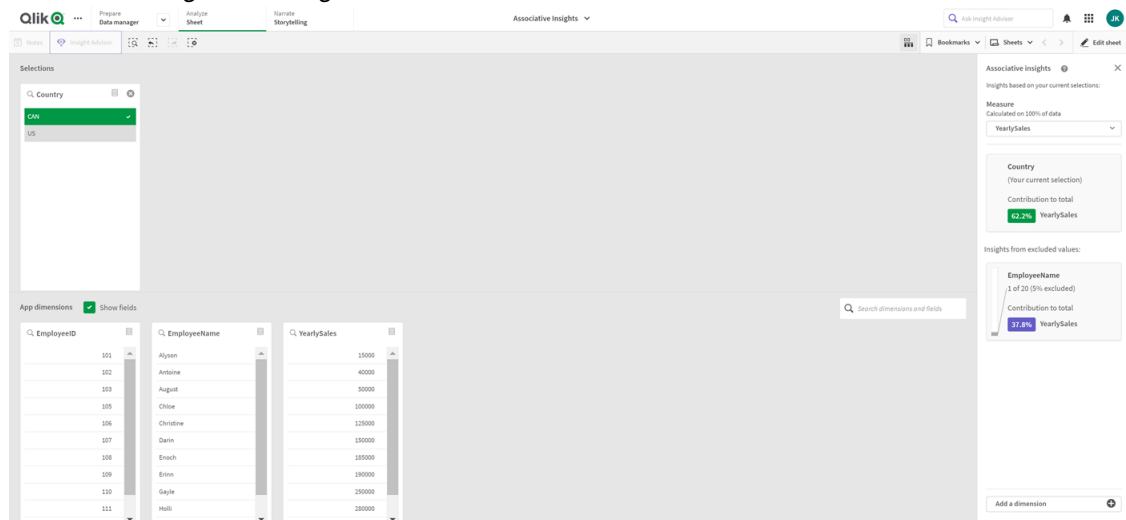 Qlik
Prepare
Data manager
Analyze
Sheet
Narrate
Storytelling
Associative Insights
Ask Insight Advisor
JK
Notes
Insight Advisor
Bookmarks
Sheets
Edit sheet
Selections
Country
CAN
US
Associative insights
Insights based on your current selections:
Measure
Calculated on 100% of data
YearlySales
Country
(Your current selection)
Contribution to total
62.2% YearlySales
Insights from excluded values:
EmployeeName
1 of 20 (5% excluded)
Contribution to total
37.8% YearlySales
Add a dimension
App dimensions
Show fields
Search dimensions and fields
EmployeeID
101
102
103
105
106
107
108
109
110
111
EmployeeName
Alyson
Antoine
August
Chloe
Christine
Darin
Enoch
Erinn
Gayle
Holli
YearlySales
15000
40000
50000
100000
125000
150000
185000
190000
250000
280000